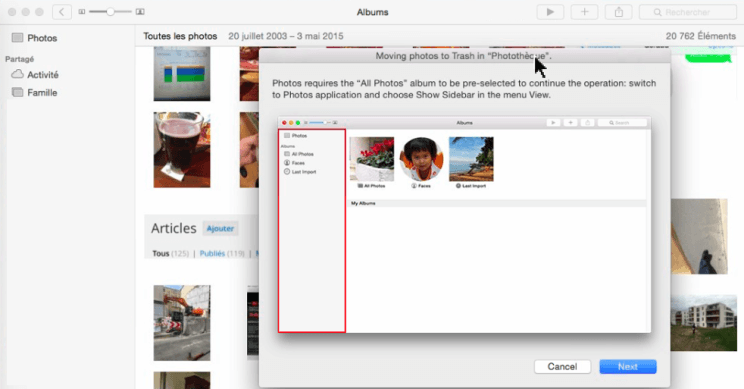 Albums
Rechercher
Photos
Toutes les photos 20 juillet 2003 – 3 mai 2015
20 762 Éléments
Partagé
Activité
Famille
Moving photos to Trash in “Photothèque”.
Photos requires the “All Photos” album to be pre-selected to continue the operation: switch
to Photos application and choose Show Sidebar in the menu View.
Albums
Search
Photos
Albums
All Photos
Faces
Last Import
All Photos
Faces
Last Import
My Albums
Articles Ajouter
Tous (125) | Publiés (119) |
Cancel
Next